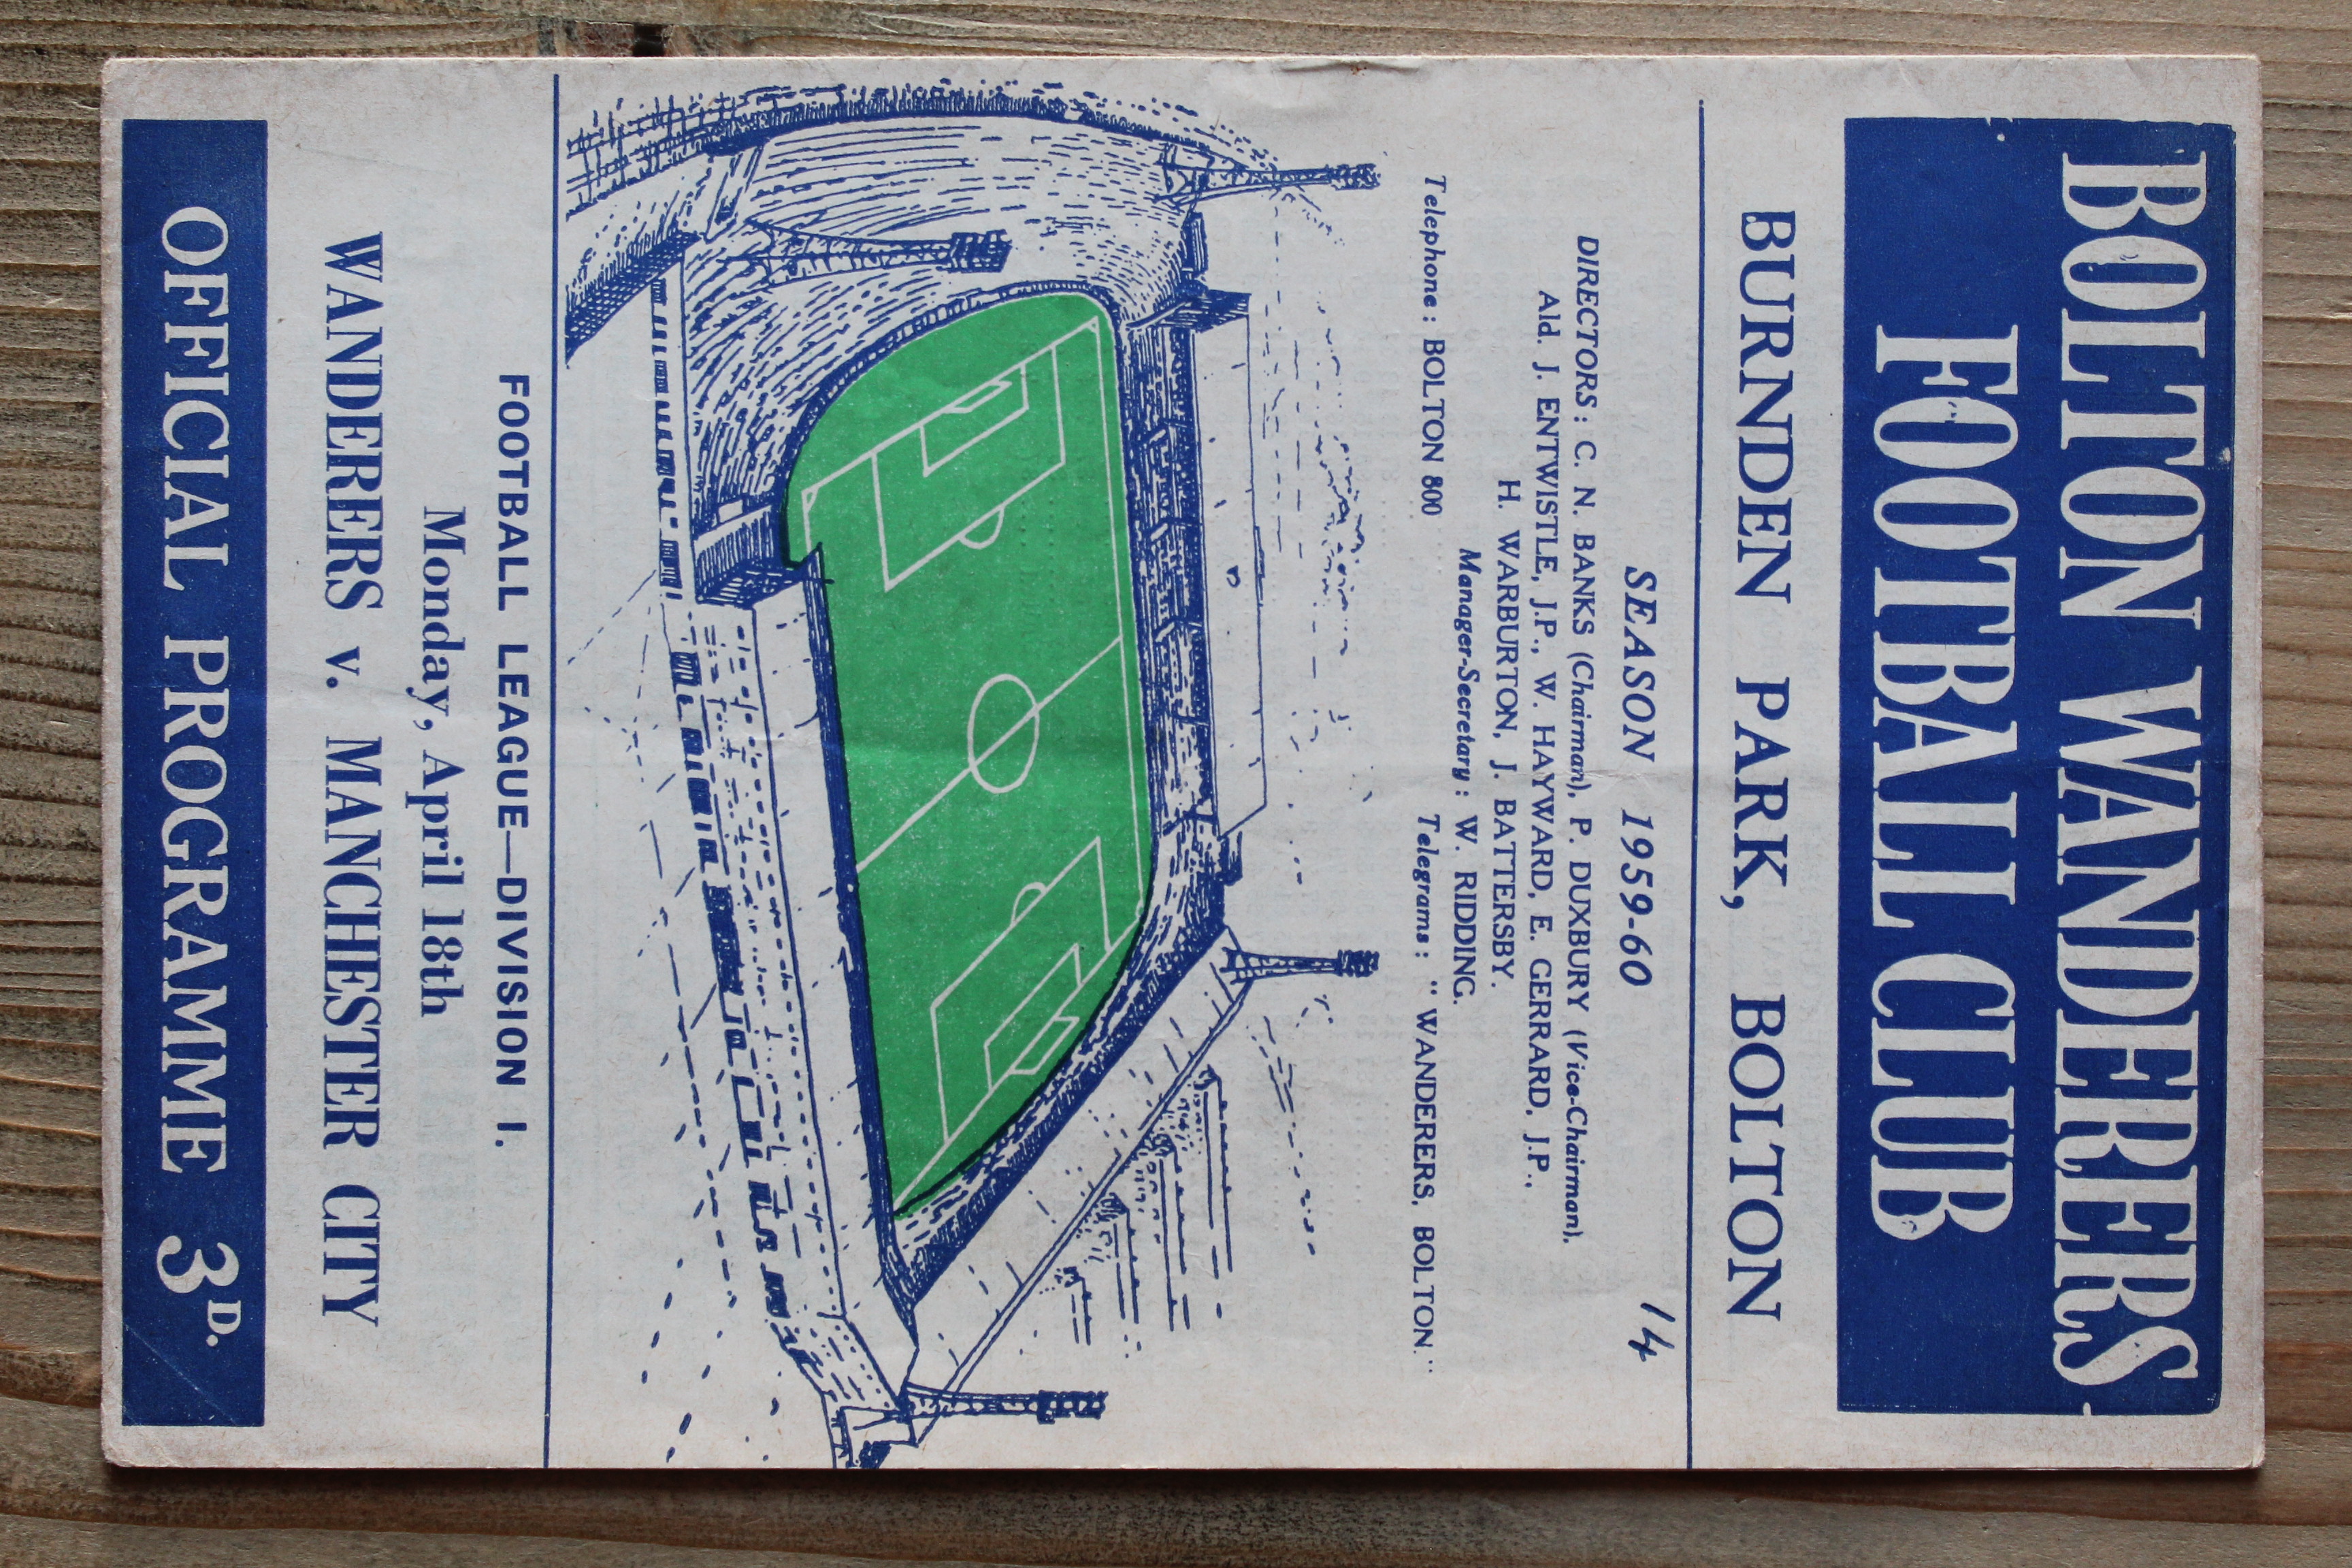 BOLTON WANDERERS
FOOTBALL CLUB
BURNDEN PARK, BOLTON
14
SEASON 1959-60
DIRECTORS: C. N. BANKS (Chairman), P. DUXBURY (Vice-Chairman),
Ald. J. ENTWISTLE, J.P., W. HAYWARD, E. GERRARD, J.P.,
H. WARBURTON, J. BATTERSBY.
Manager-Secretary: W. RIDDING.
Telephone: BOLTON 800 Telegrams: "WANDERERS, BOLTON."
FOOTBALL LEAGUE—DIVISION I.
Monday, April 18th
WANDERERS v. MANCHESTER CITY
OFFICIAL PROGRAMME 3D.